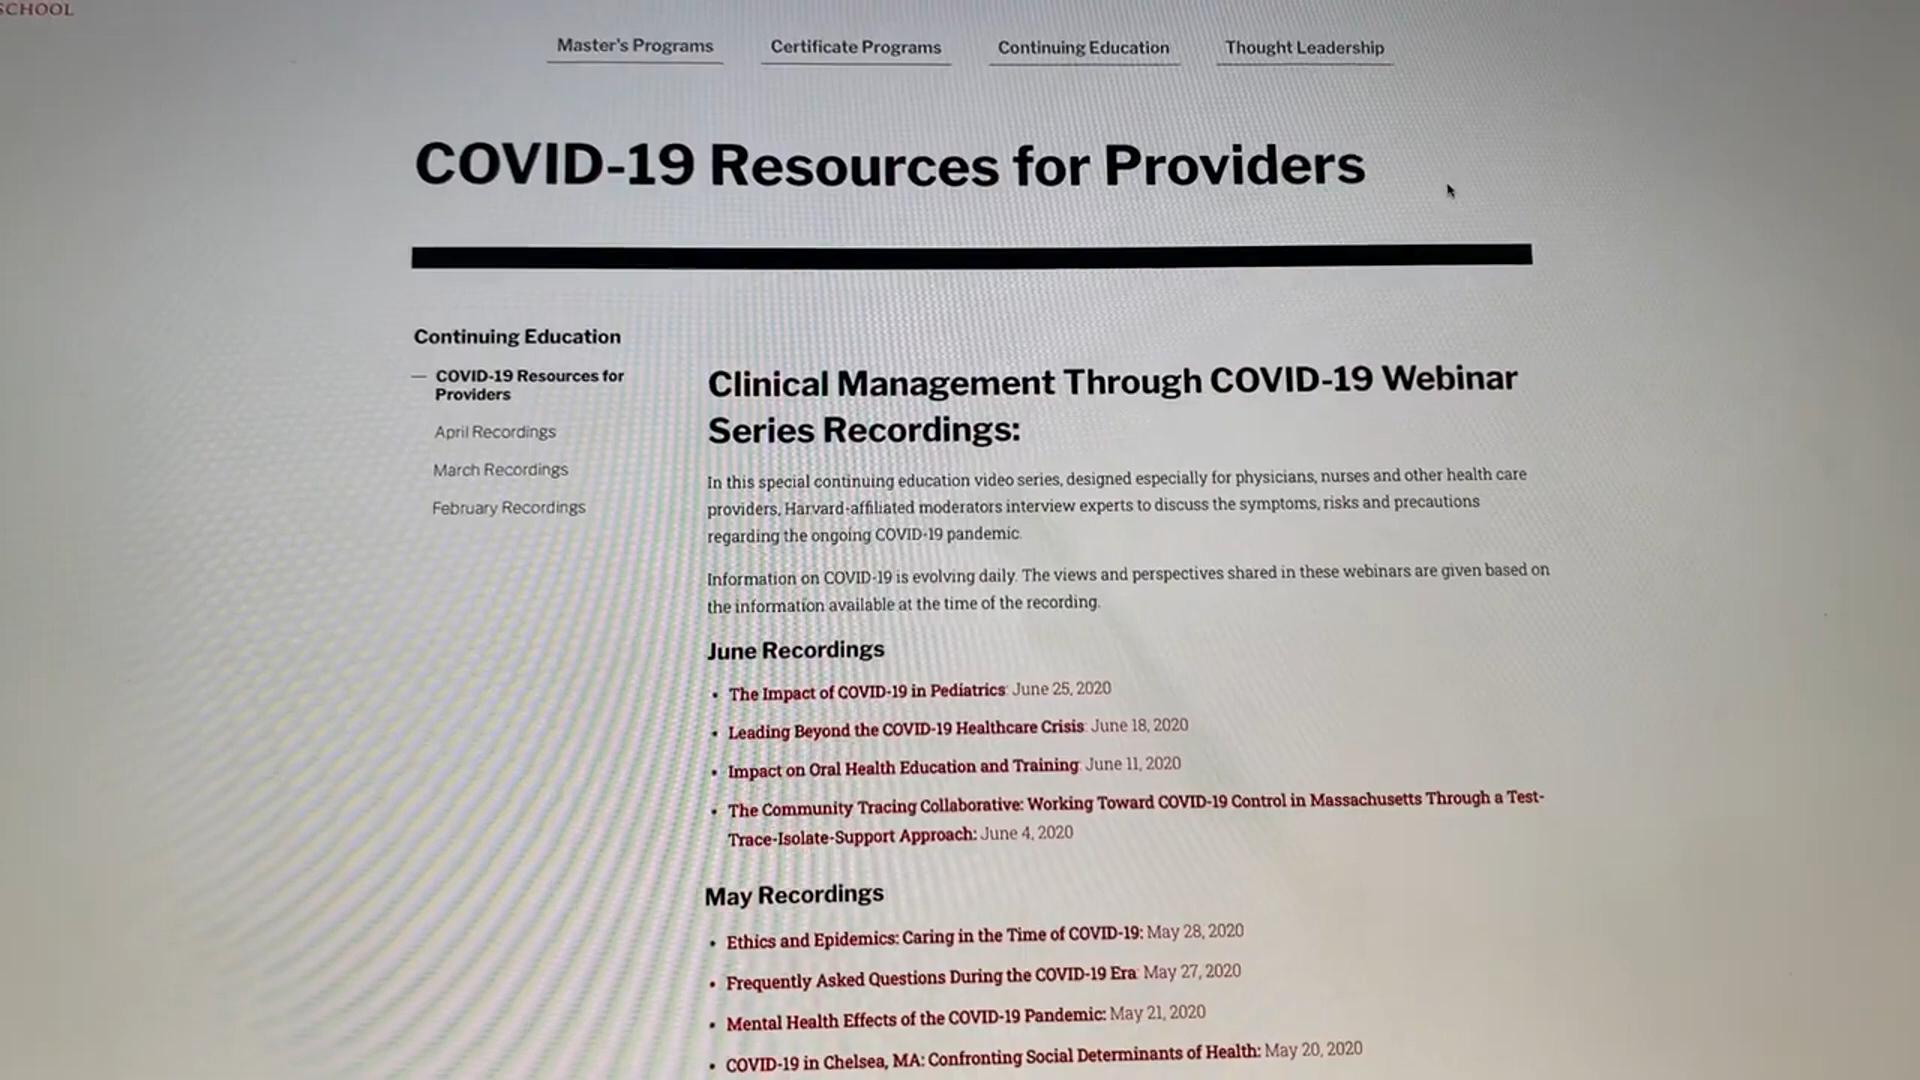 SCHOOL
Master's Programs
Certificate Programs
Continuing Education
Thought Leadership
COVID-19 Resources for Providers
Continuing Education
— COVID-19 Resources for
Providers
April Recordings
March Recordings
February Recordings
Clinical Management Through COVID-19 Webinar
Series Recordings:
In this special continuing education video series, designed especially for physicians, nurses and other health care
providers, Harvard-affiliated moderators interview experts to discuss the symptoms, risks and precautions
regarding the ongoing COVID-19 pandemic.
Information on COVID-19 is evolving daily. The views and perspectives shared in these webinars are given based on
the information available at the time of the recording.
June Recordings
• The Impact of COVID-19 in Pediatrics: June 25, 2020
• Leading Beyond the COVID-19 Healthcare Crisis: June 18, 2020
• Impact on Oral Health Education and Training: June 11, 2020
• The Community Tracing Collaborative: Working Toward COVID-19 Control in Massachusetts Through a Test-
Trace-Isolate-Support Approach: June 4, 2020
May Recordings
• Ethics and Epidemics: Caring in the Time of COVID-19: May 28, 2020
• Frequently Asked Questions During the COVID-19 Era: May 27, 2020
• Mental Health Effects of the COVID-19 Pandemic: May 21, 2020
• COVID-19 in Chelsea, MA: Confronting Social Determinants of Health: May 20, 2020